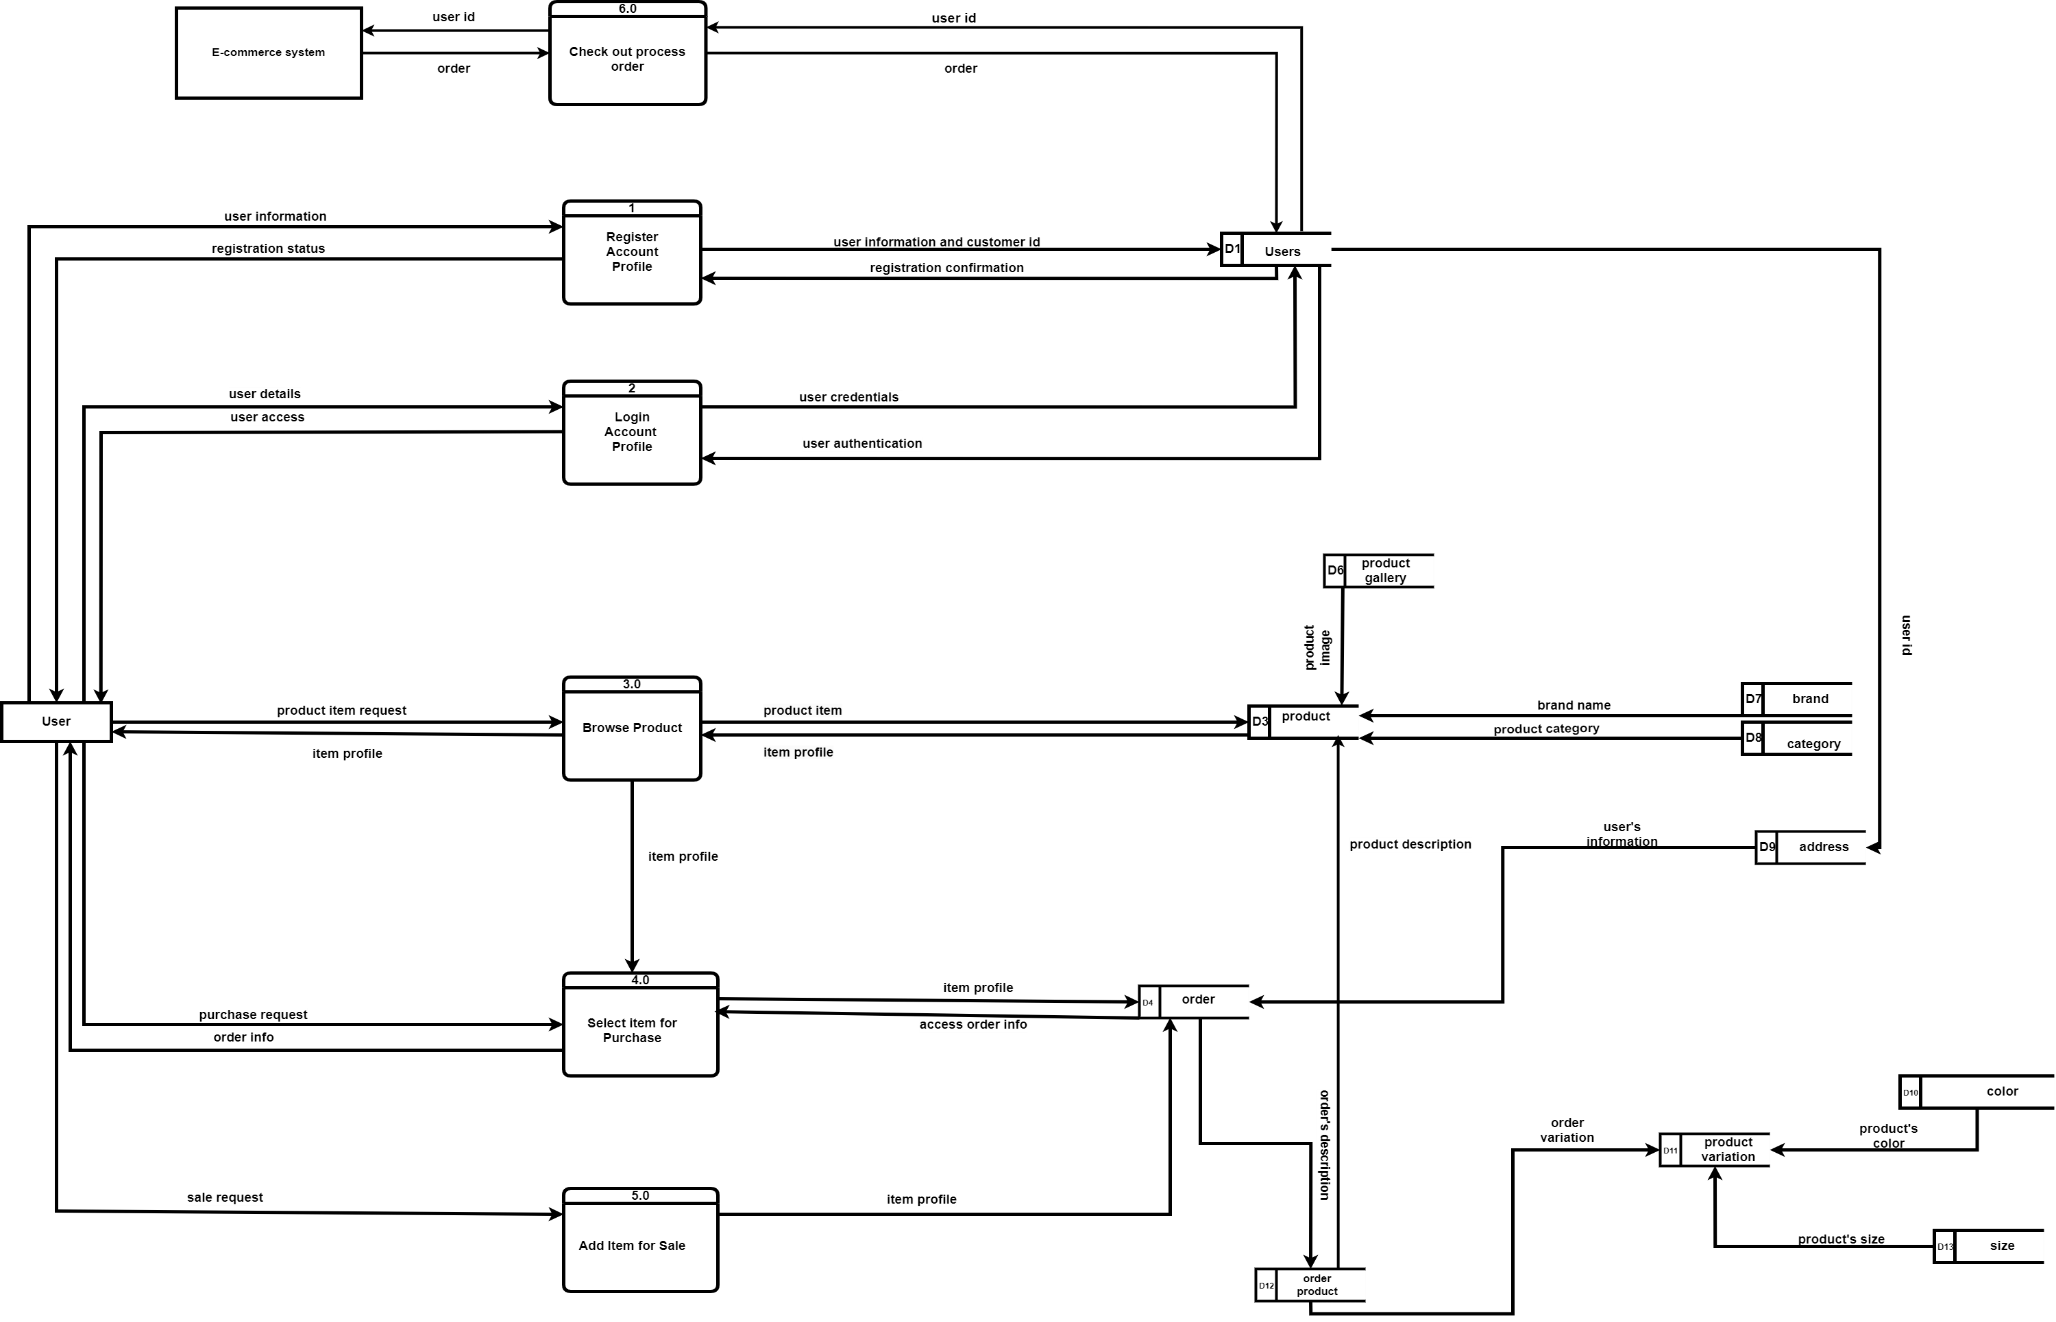 user id
6.0
user id
E-commerce system
Check out process
order
order
order
user information
1
registration status
Register
Account
Profile
user information and customer id
registration confirmation
D1
Users
user details
2
user access
Login
Account
Profile
user credentials
user authentication
D6
product
gallery
product
image
user id
product item request
3.0
product item
User
Browse Product
D3
product
brand name
D7
brand
item profile
item profile
product category
D8
category
item profile
product description
user's
information
D9
address
purchase request
4.0
item profile
D4
order
order info
Select item for
Purchase
access order info
order's description
D10
color
order
variation
D11
product
variation
product's
color
sale request
5.0
item profile
Add Item for Sale
product's size
D13
size
D12
order
product